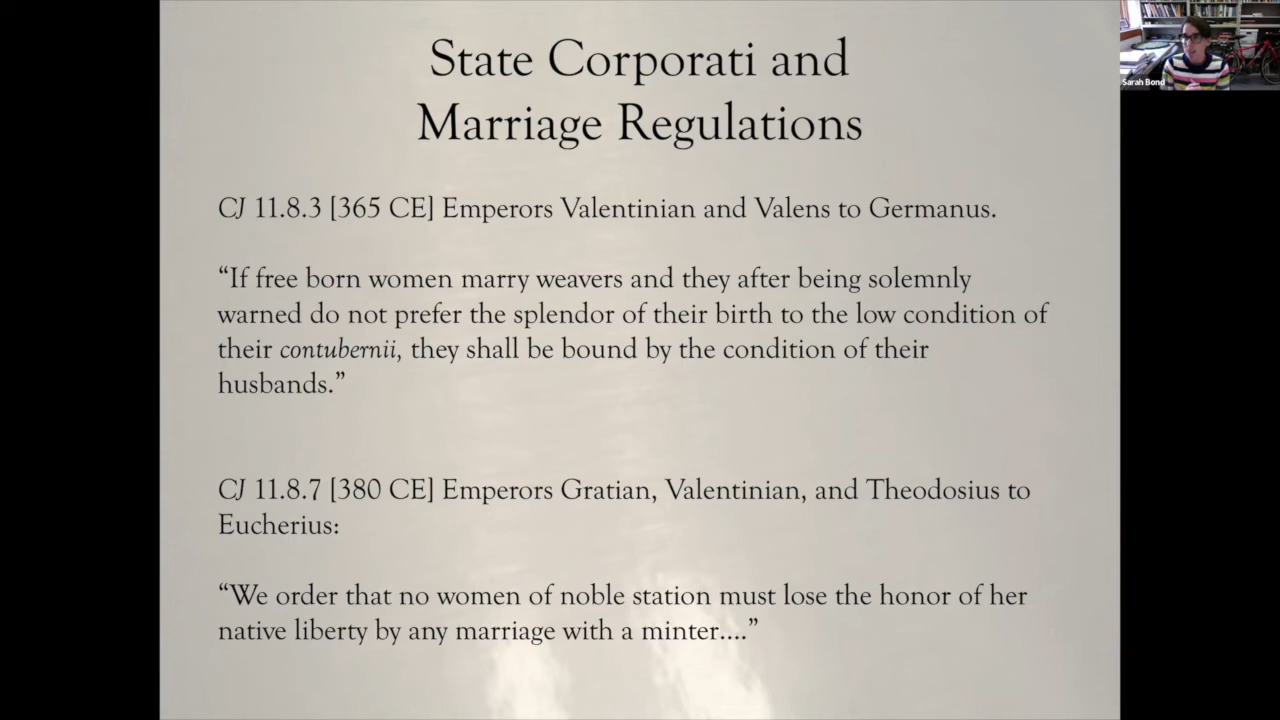 State Corporati and
Marriage Regulations
CJ 11.8.3 [365 CE] Emperors Valentinian and Valens to Germanus.
“If free born women marry weavers and they after being solemnly
warned do not prefer the splendor of their birth to the low condition of
their contubernii, they shall be bound by the condition of their
husbands.”
CJ 11.8.7 [380 CE] Emperors Gratian, Valentinian, and Theodosius to
Eucherius:
“We order that no women of noble station must lose the honor of her
native liberty by any marriage with a minter....”
Sarah Bond